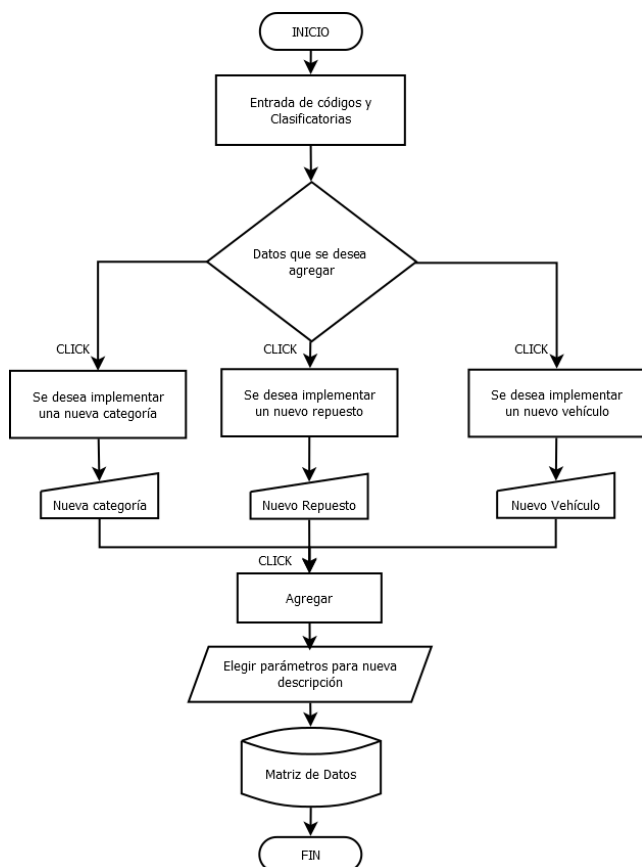 INICIO
Entrada de códigos y
Clasificatorias
Datos que se desea
agregar
CLICK
CLICK
CLICK
Se desea implementar
una nueva categoría
Se desea implementar
un nuevo repuesto
Se desea implementar
un nuevo vehículo
Nueva categoría
Nuevo Repuesto
Nuevo Vehículo
CLICK
Agregar
Elegir parámetros para nueva
descripción
Matriz de Datos
FIN